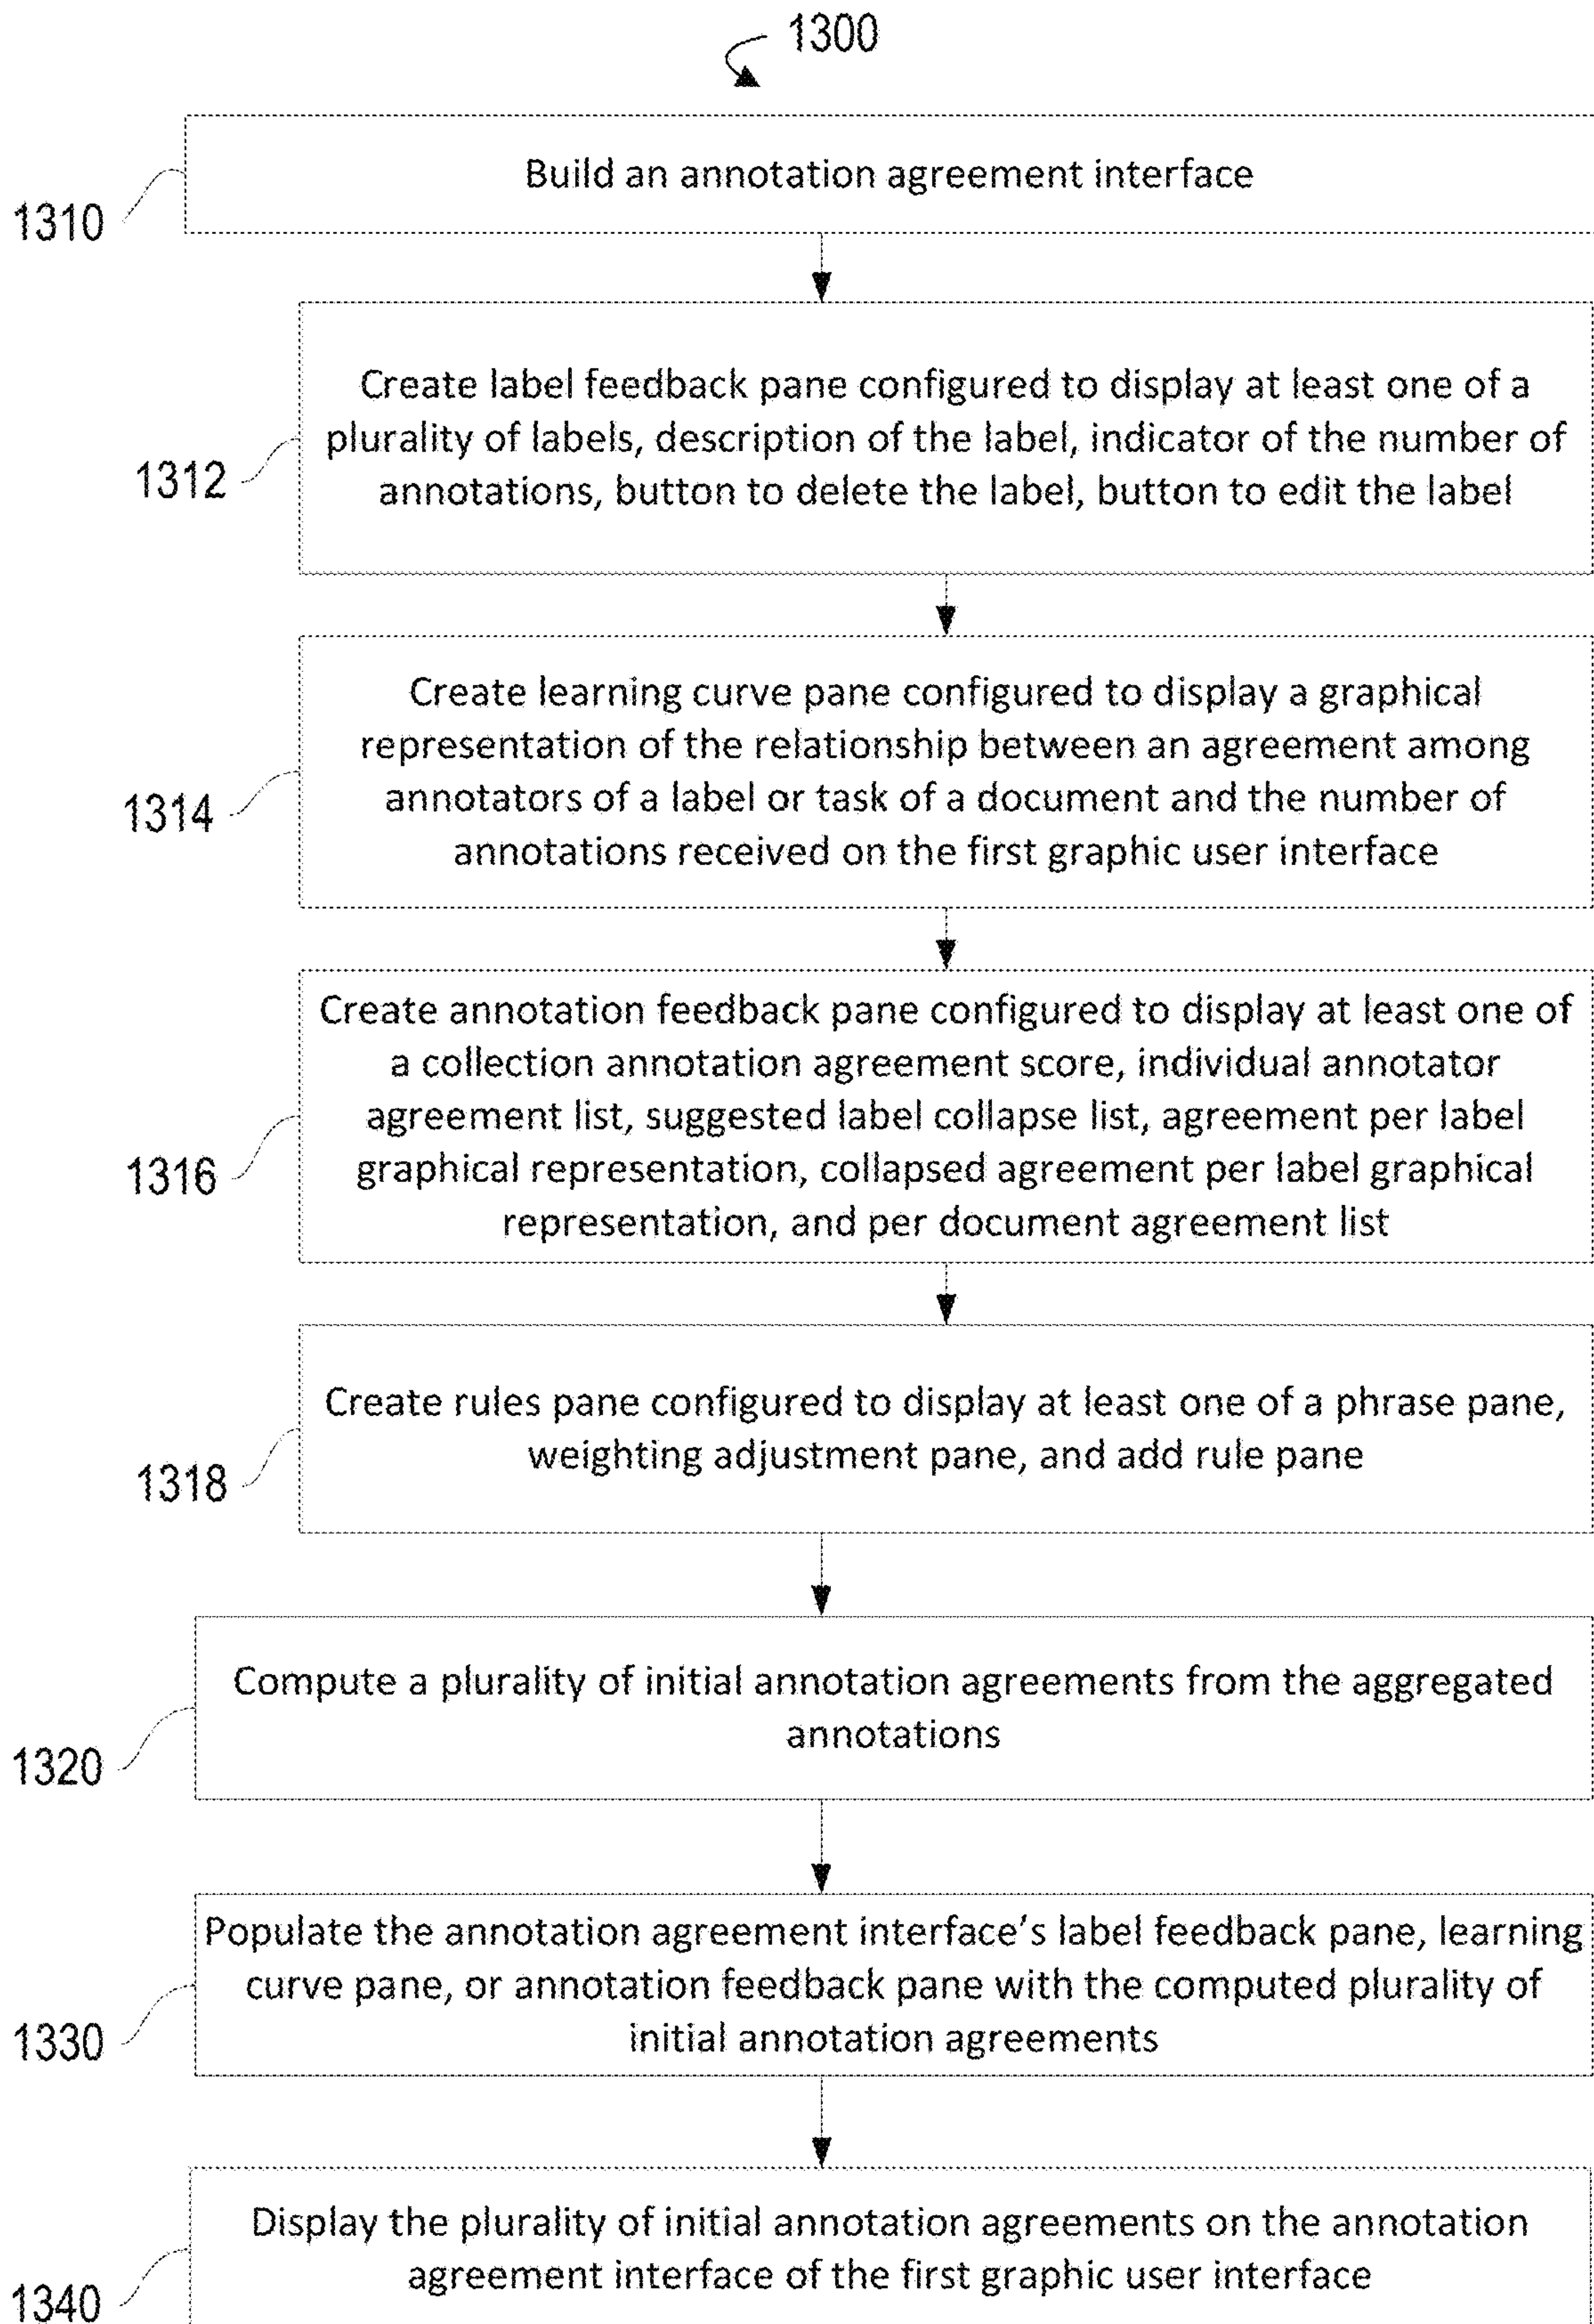 1300
Build an annotation agreement interface
1310
Create label feedback pane configured to display at least one of a
plurality of labels, description of the label, indicator of the number of
annotations, button to delete the label, button to edit the label
1312
Create learning curve pane configured to display a graphical
representation of the relationship between an agreement among
annotators of a label or task of a document and the number of
annotations received on the first graphic user interface
1314
Create annotation feedback pane configured to display at least one of
a collection annotation agreement score, individual annotator
agreement list, suggested label collapse list, agreement per label
graphical representation, collapsed agreement per label graphical
representation, and per document agreement list
1316
Create rules pane configured to display at least one of a phrase pane,
weighting adjustment pane, and add rule pane
1318
Compute a plurality of initial annotation agreements from the aggregated
annotations
1320
Populate the annotation agreement interface's label feedback pane, learning
curve pane, or annotation feedback pane with the computed plurality of
initial annotation agreements
1330
Display the plurality of initial annotation agreements on the annotation
agreement interface of the first graphic user interface
1340